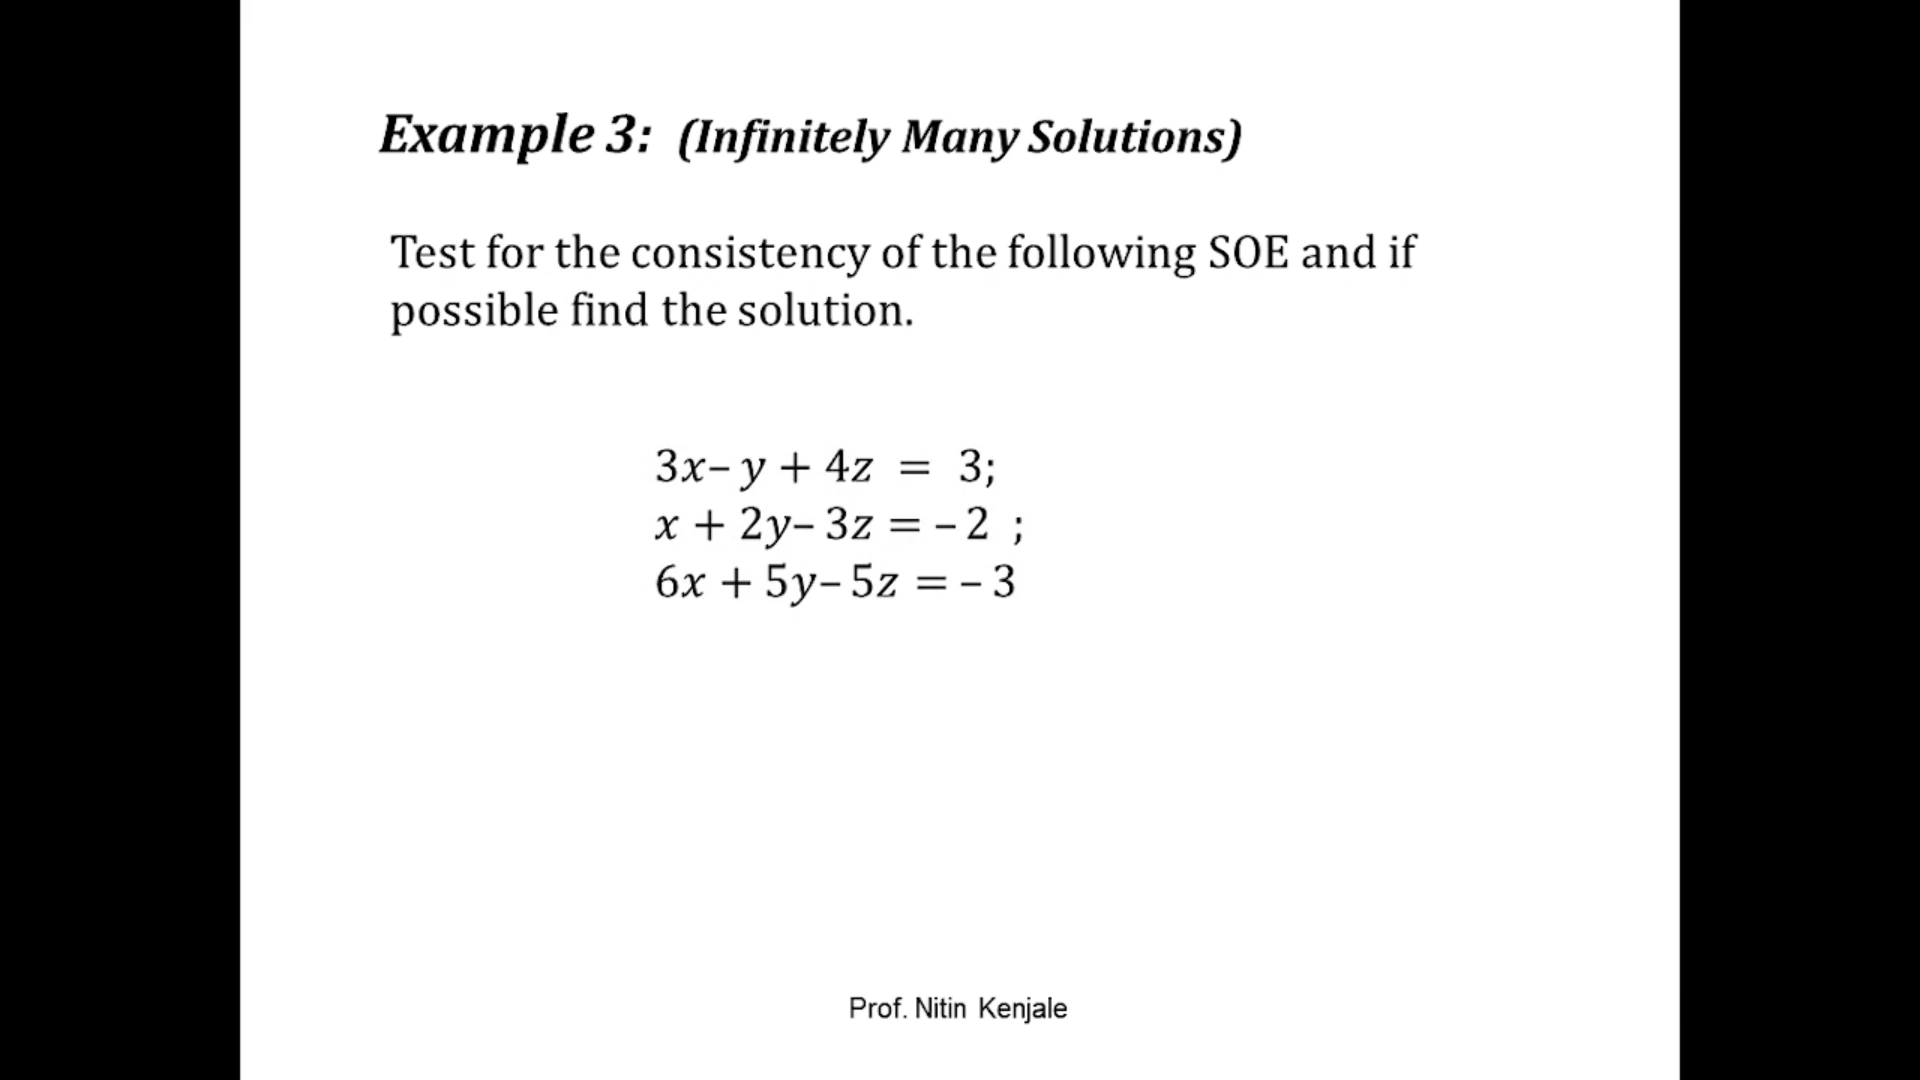 Example 3: (Infinitely Many Solutions)
Test for the consistency of the following SOE and if
possible find the solution.
3x– y + 4z = 3;
x + 2y– 3z = – 2 ;
6x + 5y– 5z = – 3
Prof. Nitin Kenjale